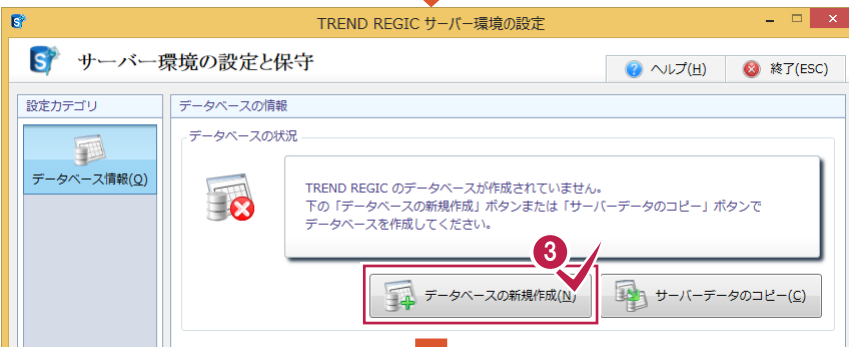 TREND REGIC サーバー環境の設定
サーバー環境の設定と保守
ヘルプ(H)
終了(ESC)
設定カテゴリ
データベースの情報
データベース情報(Q)
データベースの状況
TREND REGIC のデータベースが作成されていません。
下の「データベースの新規作成」ボタンまたは「サーバーデータのコピー」ボタンで
データベースを作成してください。
3
データベースの新規作成(N)
サーバーデータのコピー(C)